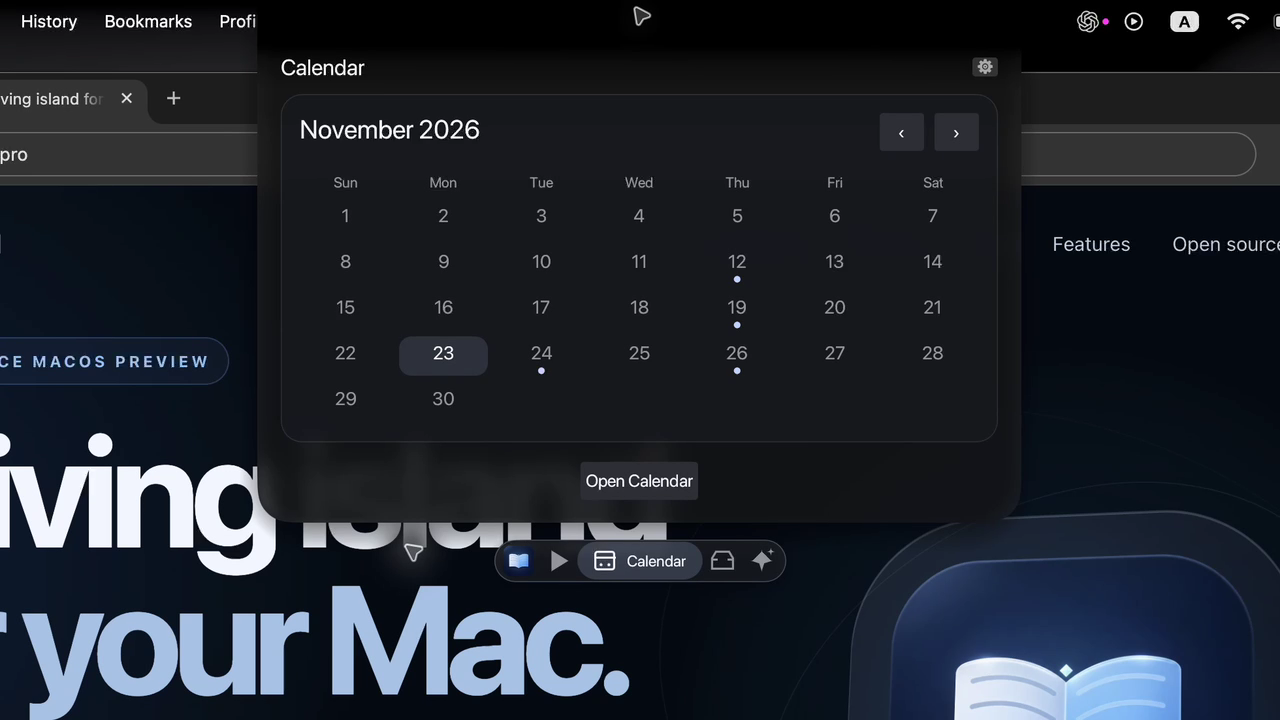 History Bookmarks Profi
A
Calendar
ving island for
pro
November 2026
‹ ›
Sun Mon Tue Wed Thu Fri Sat
1 2 3 4 5 6 7
8 9 10 11 12 13 14
15 16 17 18 19 20 21
22 23 24 25 26 27 28
29 30
Open Calendar
Features Open source
CE MACOS PREVIEW
iving island
your Mac.
Calendar